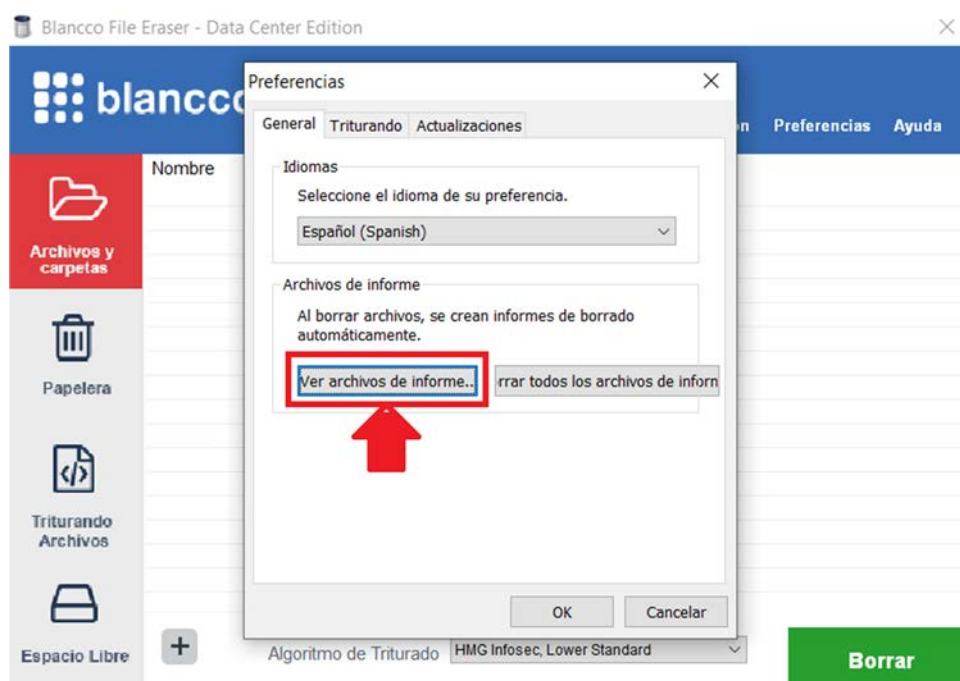 Blancco File Eraser - Data Center Edition
blancco
Preferencias
Ayuda
Preferencias
General
Triturando
Actualizaciones
Idiomas
Seleccione el idioma de su preferencia.
Español (Spanish)
Archivos de informe
Al borrar archivos, se crean informes de borrado
automáticamente.
Ver archivos de informe..
rrar todos los archivos de inform
OK
Cancelar
Nombre
Archivos y
carpetas
Papelera
Triturando
Archivos
Espacio Libre
+
Algoritmo de Triturado
HMG Infosec, Lower Standard
Borrar